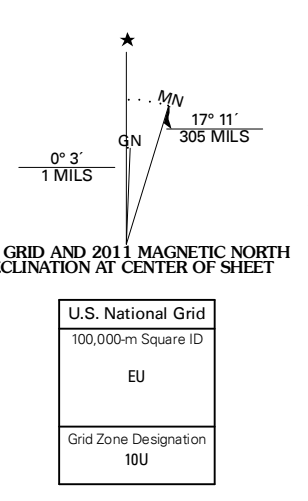 ★
MN
17° 11´
305 MILS
GN
0° 3´
1 MILS
GRID AND 2011 MAGNETIC NORTH
CLINATION AT CENTER OF SHEET
U.S. National Grid
100,000-m Square ID
EU
Grid Zone Designation
10U